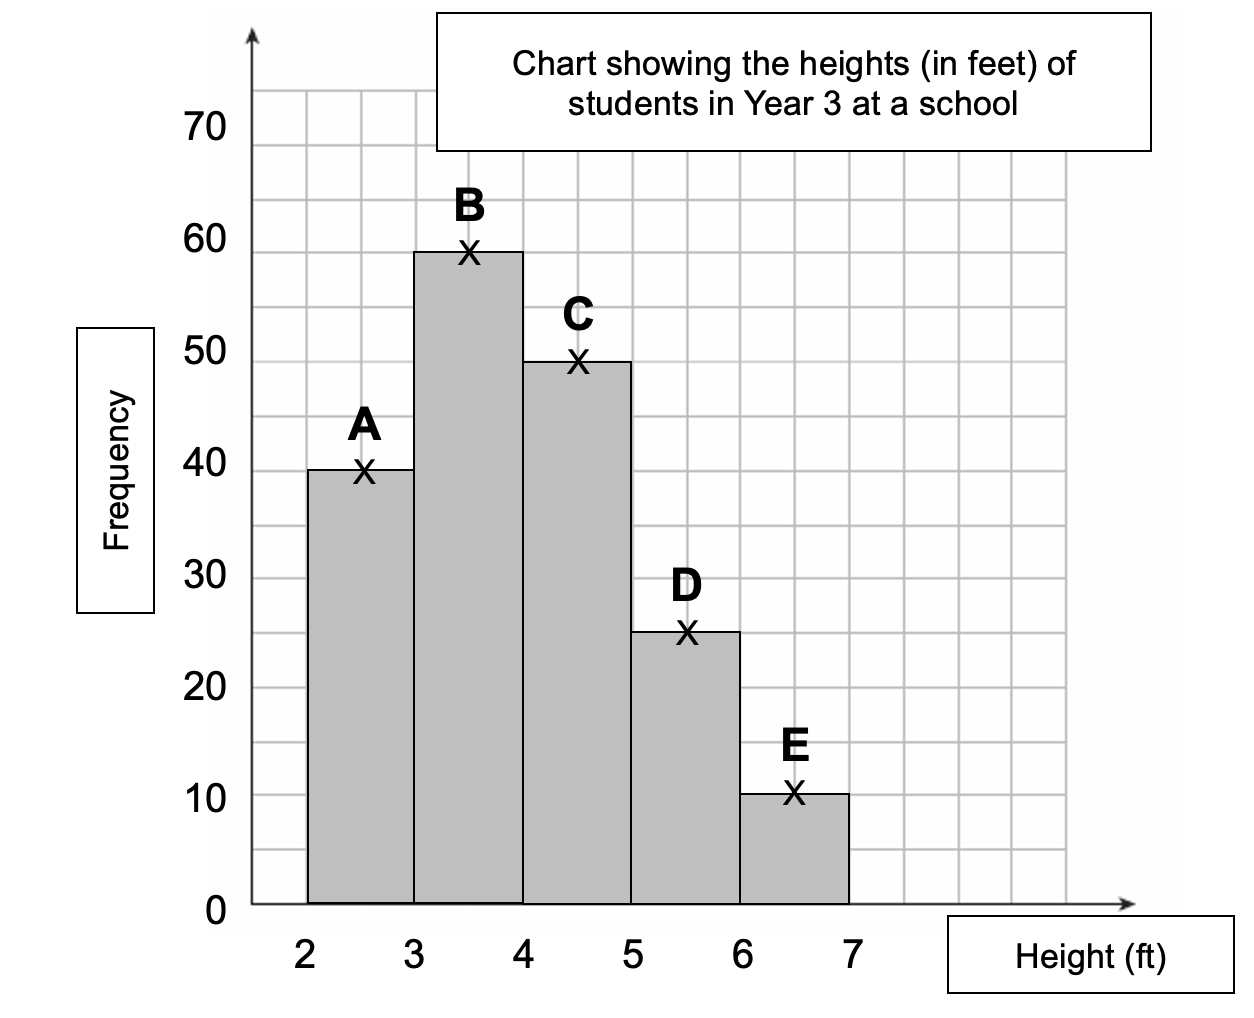 Chart showing the heights (in feet) of
students in Year 3 at a school
70
60
50
40
30
20
10
0
Frequency
A
X
B
X
C
X
D
X
E
X
2 3 4 5 6 7
Height (ft)